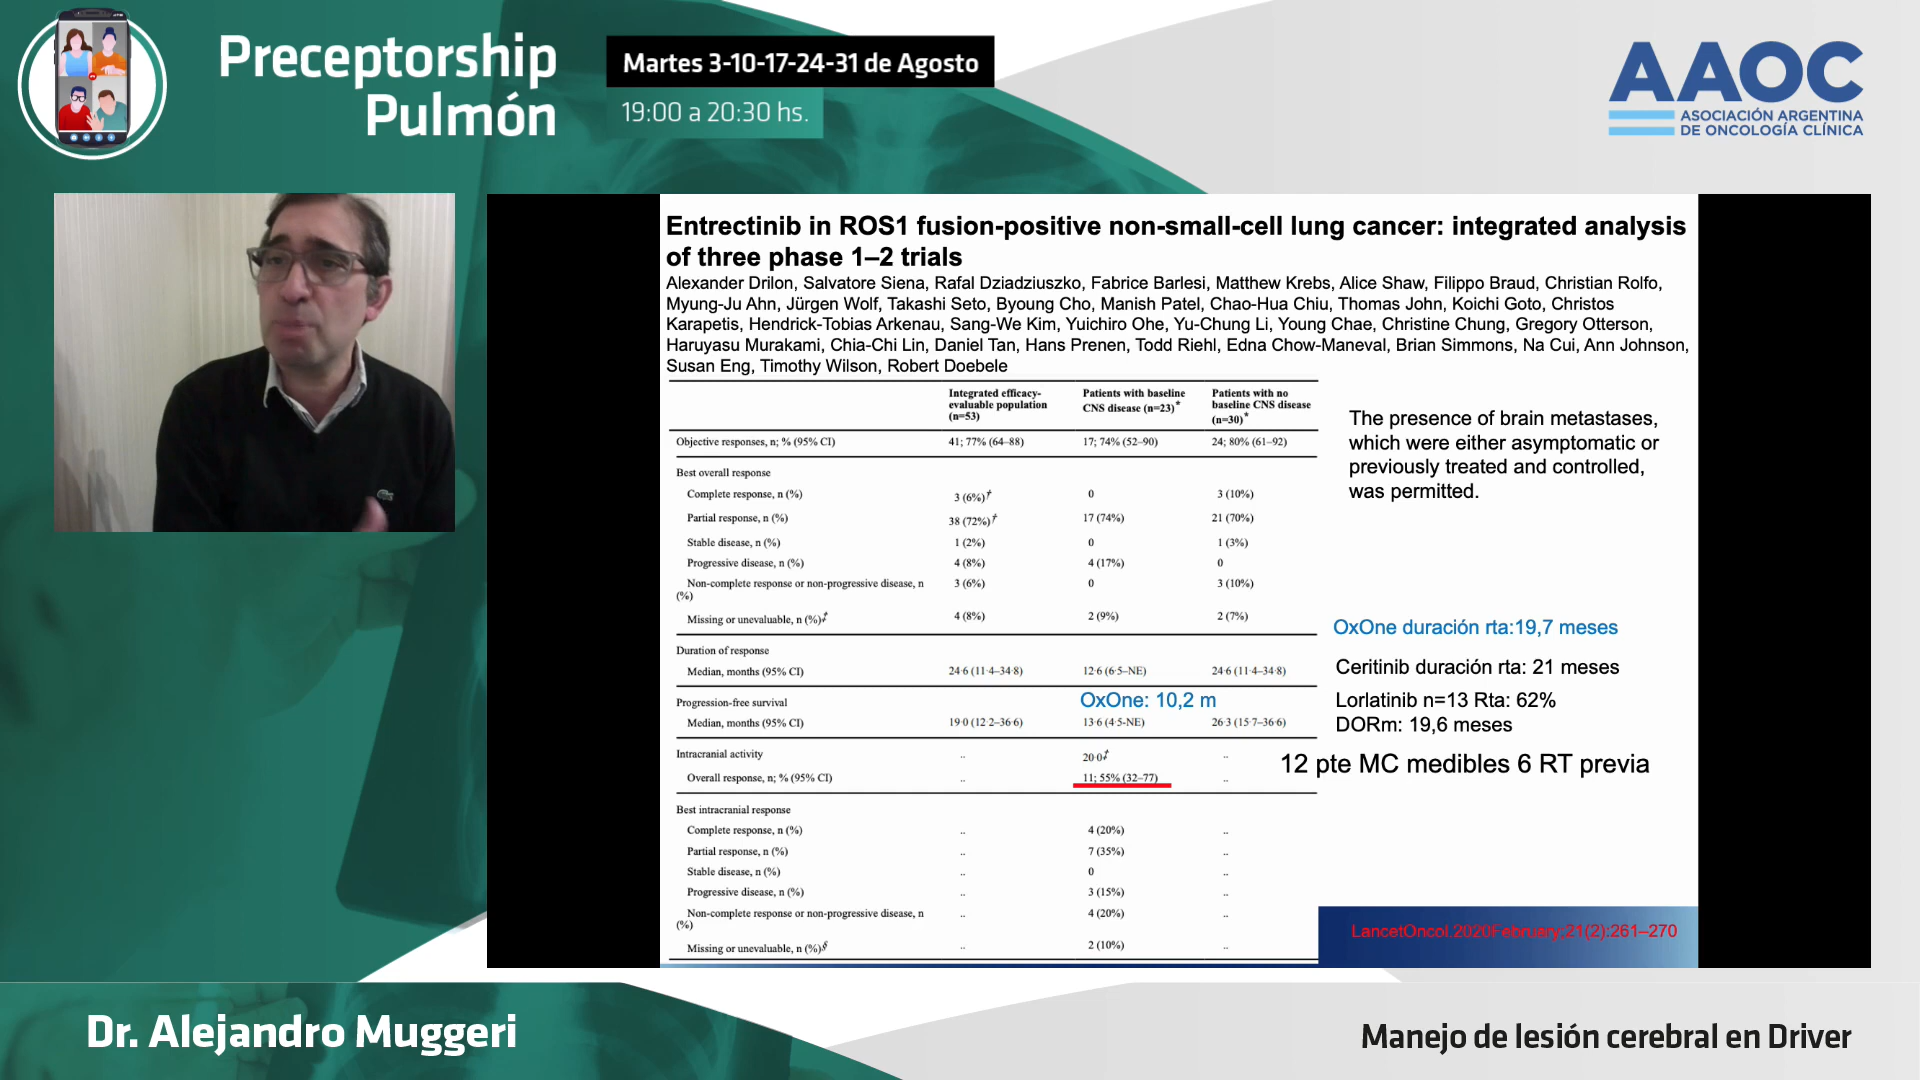 Preceptorship
Pulmón
Martes 3-10-17-24-31 de Agosto
19:00 a 20:30 hs.
AAOC
ASOCIACIÓN ARGENTINA
DE ONCOLOGÍA CLÍNICA
Entrectinib in ROS1 fusion-positive non-small-cell lung cancer: integrated analysis
of three phase 1–2 trials
Alexander Drilon, Salvatore Siena, Rafal Dziadziuszko, Fabrice Barlesi, Matthew Krebs, Alice Shaw, Filippo Braud, Christian Rolfo,
Myung-Ju Ahn, Jürgen Wolf, Takashi Seto, Byoung Cho, Manish Patel, Chao-Hua Chiu, Thomas John, Koichi Goto, Christos
Karapetis, Hendrick-Tobias Arkenau, Sang-We Kim, Yuichiro Ohe, Yu-Chung Li, Young Chae, Christine Chung, Gregory Otterson,
Haruyasu Murakami, Chia-Chi Lin, Daniel Tan, Hans Prenen, Todd Riehl, Edna Chow-Maneval, Brian Simmons, Na Cui, Ann Johnson,
Susan Eng, Timothy Wilson, Robert Doebele
Integrated efficacy-evaluable population (n=53) Patients with baseline CNS disease (n=23)* Patients with no baseline CNS disease (n=30)*
Objective responses, n; % (95% CI) 41; 77% (64–88) 17; 74% (52–90) 24; 80% (61–92)
Best overall response
Complete response, n (%) 3 (6%)† 0 3 (10%)
Partial response, n (%) 38 (72%)† 17 (74%) 21 (70%)
Stable disease, n (%) 1 (2%) 0 1 (3%)
Progressive disease, n (%) 4 (8%) 4 (17%) 0
Non-complete response or non-progressive disease, n (%) 3 (6%) 0 3 (10%)
Missing or unevaluable, n (%)‡ 4 (8%) 2 (9%) 2 (7%)
Duration of response
Median, months (95% CI) 24·6 (11·4–34·8) 12·6 (6·5–NE) 24·6 (11·4–34·8)
Progression-free survival OxOne: 10,2 m
Median, months (95% CI) 19·0 (12·2–36·6) 13·6 (4·5-NE) 26·3 (15·7–36·6)
Intracranial activity .. 20·0‡ ..
Overall response, n; % (95% CI) .. 11; 55% (32–77) ..
Best intracranial response
Complete response, n (%) .. 4 (20%) ..
Partial response, n (%) .. 7 (35%) ..
Stable disease, n (%) .. 0 ..
Progressive disease, n (%) .. 3 (15%) ..
Non-complete response or non-progressive disease, n (%) .. 4 (20%) ..
Missing or unevaluable, n (%)§ .. 2 (10%) ..
The presence of brain metastases,
which were either asymptomatic or
previously treated and controlled,
was permitted.
OxOne duración rta:19,7 meses
Ceritinib duración rta: 21 meses
Lorlatinib n=13 Rta: 62%
DORm: 19,6 meses
12 pte MC medibles 6 RT previa
LancetOncol.2020February;21(2):261–270
Dr. Alejandro Muggeri
Manejo de lesión cerebral en Driver